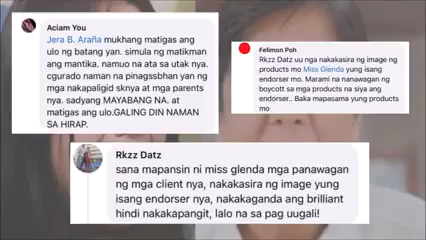 Aciam You
Jera B. Araña mukhang matigas ang
ulo ng batang yan. simula ng matikman
ang mantika. namuo na ata sa utak nya.
cgurado naman na pinagssbhan yan ng
mga nakapaligid sknya at mga parents
nya. sadyang MAYABANG NA. at
matigas ang ulo.GALING DIN NAMAN
SA HIRAP.
Felimon Poh
Rkzz Datz uu nga nakakasira ng image ng
products mo Miss Glenda yung isang
endorser mo. Marami na nanawagan ng
boycott sa mga products na siya ang
endorser.. Baka mapasama yung products
mo
Rkzz Datz
sana mapansin ni miss glenda mga panawagan
ng mga client nya, nakakasira ng image yung
isang endorser nya, nakakaganda ang brilliant
hindi nakakapangit, lalo na sa pag uugali!